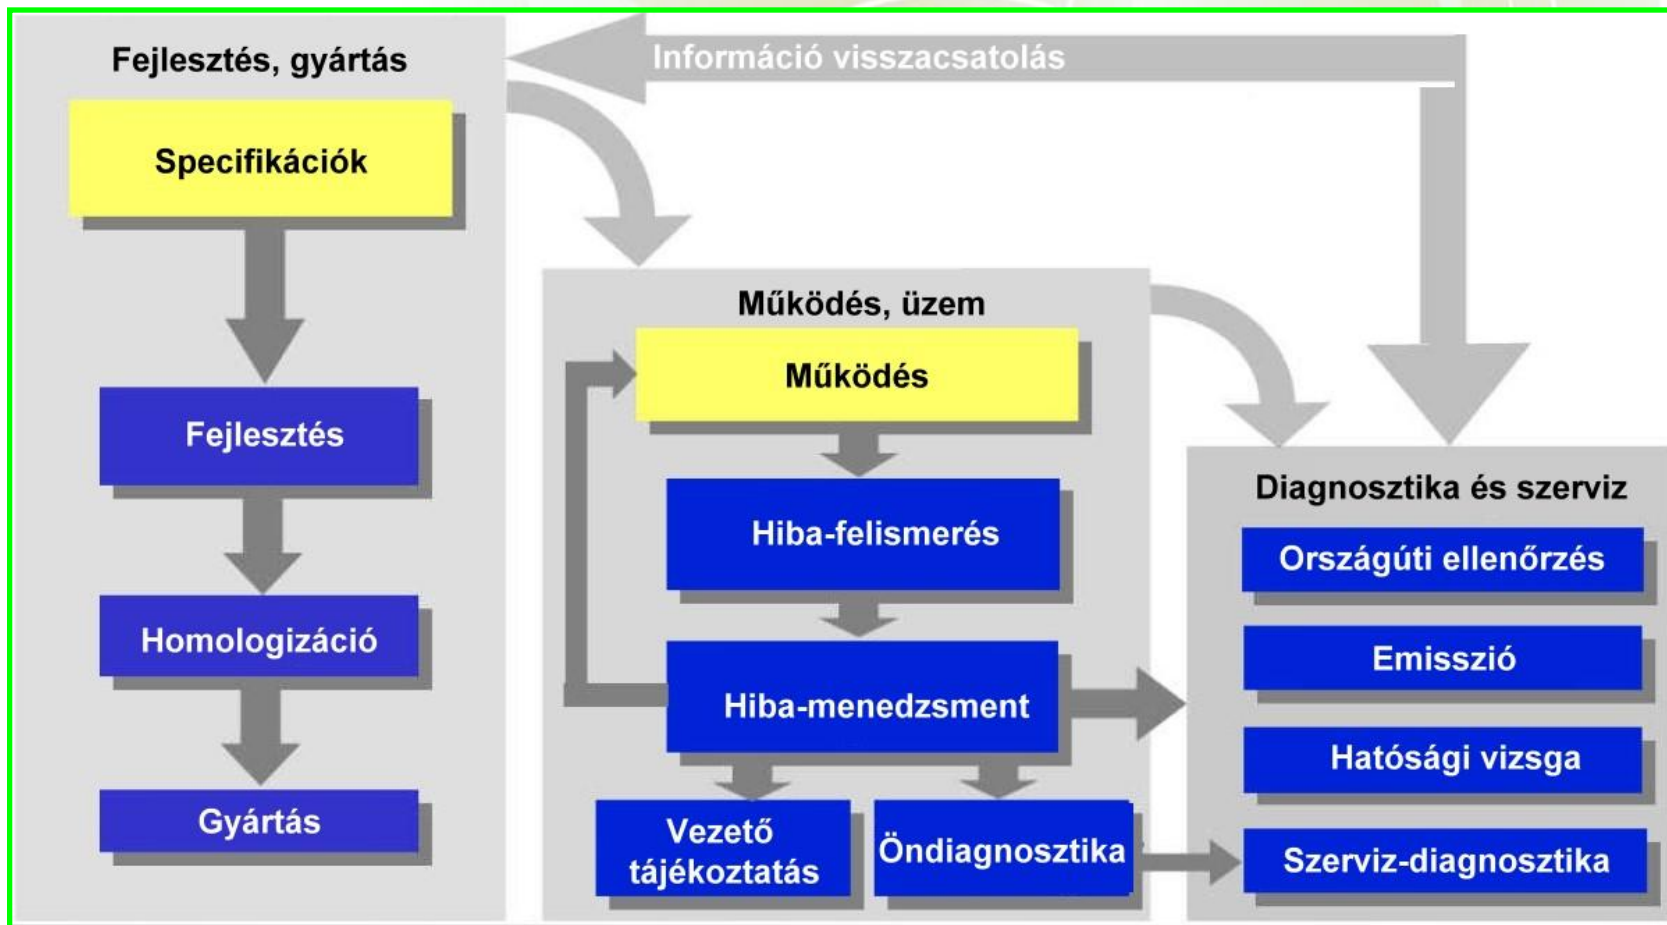 Fejlesztés, gyártás
Specifikációk
Fejlesztés
Homologizáció
Gyártás
Információ visszacsatolás
Működés, üzem
Működés
Hiba-felismerés
Hiba-menedzsment
Vezető
tájékoztatás
Öndiagnosztika
Diagnosztika és szerviz
Országúti ellenőrzés
Emisszió
Hatósági vizsga
Szerviz-diagnosztika